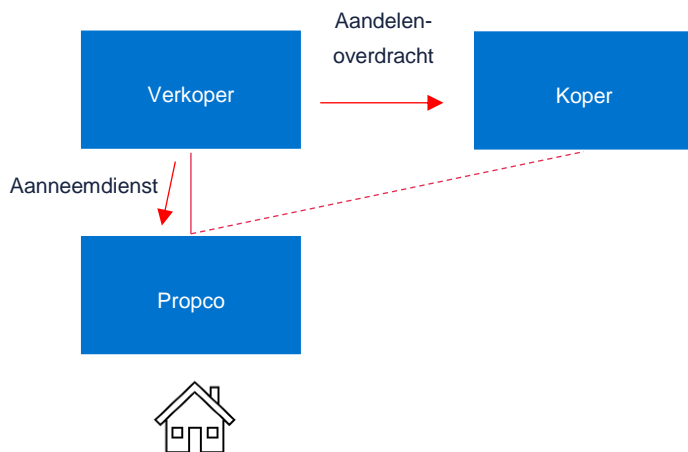 Aandelen-
overdracht
Verkoper
Koper
Aanneemdienst
Propco